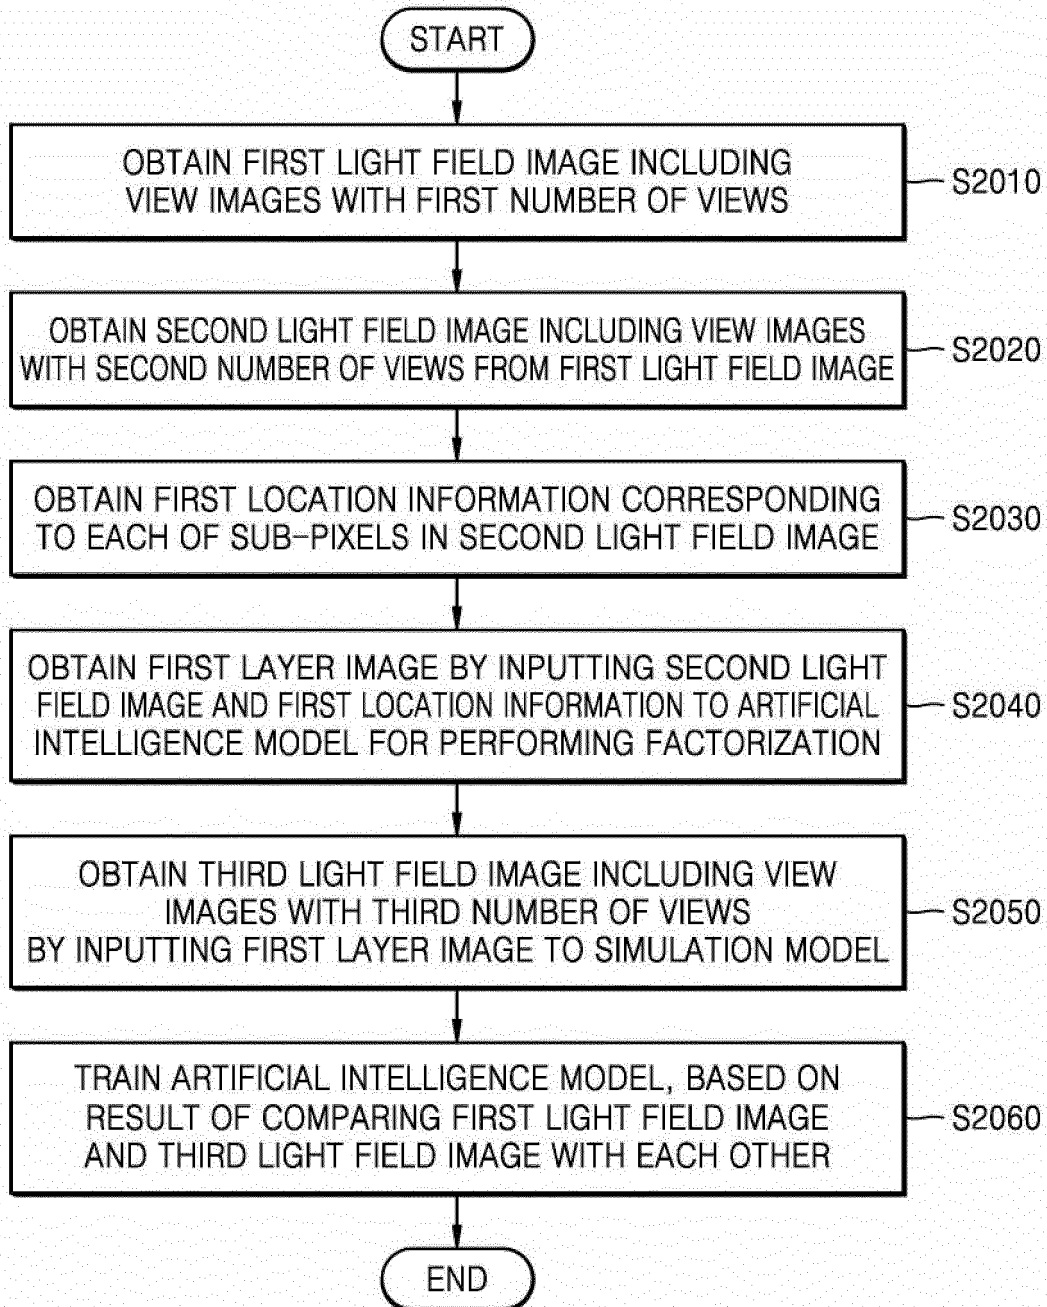 START
OBTAIN FIRST LIGHT FIELD IMAGE INCLUDING
VIEW IMAGES WITH FIRST NUMBER OF VIEWS
S2010
OBTAIN SECOND LIGHT FIELD IMAGE INCLUDING VIEW IMAGES
WITH SECOND NUMBER OF VIEWS FROM FIRST LIGHT FIELD IMAGE
S2020
OBTAIN FIRST LOCATION INFORMATION CORRESPONDING
TO EACH OF SUB-PIXELS IN SECOND LIGHT FIELD IMAGE
S2030
OBTAIN FIRST LAYER IMAGE BY INPUTTING SECOND LIGHT
FIELD IMAGE AND FIRST LOCATION INFORMATION TO ARTIFICIAL
INTELLIGENCE MODEL FOR PERFORMING FACTORIZATION
S2040
OBTAIN THIRD LIGHT FIELD IMAGE INCLUDING VIEW
IMAGES WITH THIRD NUMBER OF VIEWS
BY INPUTTING FIRST LAYER IMAGE TO SIMULATION MODEL
S2050
TRAIN ARTIFICIAL INTELLIGENCE MODEL, BASED ON
RESULT OF COMPARING FIRST LIGHT FIELD IMAGE
AND THIRD LIGHT FIELD IMAGE WITH EACH OTHER
S2060
END